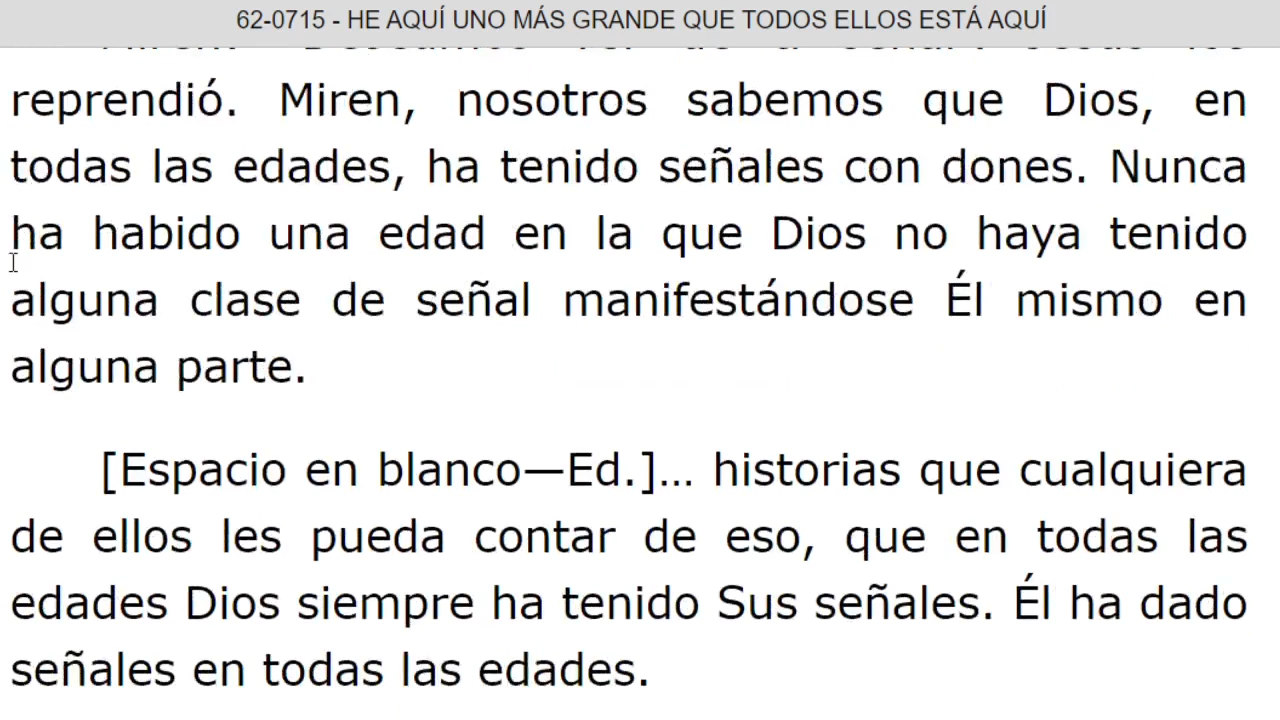 62-0715 - HE AQUÍ UNO MÁS GRANDE QUE TODOS ELLOS ESTÁ AQUÍ
reprendió. Miren, nosotros sabemos que Dios, en
todas las edades, ha tenido señales con dones. Nunca
ha habido una edad en la que Dios no haya tenido
alguna clase de señal manifestándose Él mismo en
alguna parte.
[Espacio en blanco—Ed.]... historias que cualquiera
de ellos les pueda contar de eso, que en todas las
edades Dios siempre ha tenido Sus señales. Él ha dado
señales en todas las edades.